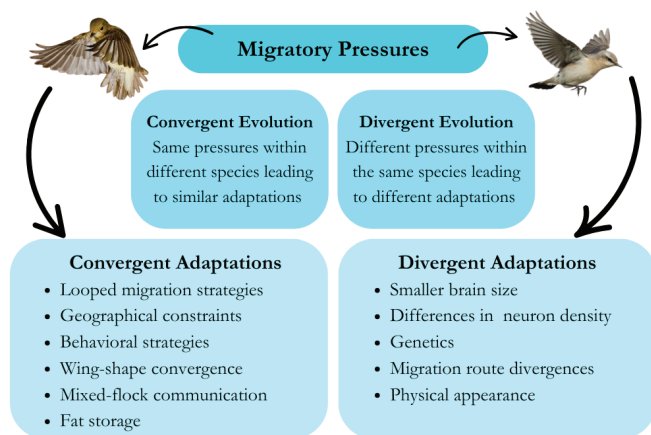 Migratory Pressures
Convergent Evolution
Same pressures within
different species leading
to similar adaptations
Divergent Evolution
Different pressures within
the same species leading
to different adaptations
Convergent Adaptations
• Looped migration strategies
• Geographical constraints
• Behavioral strategies
• Wing-shape convergence
• Mixed-flock communication
• Fat storage
Divergent Adaptations
• Smaller brain size
• Differences in neuron density
• Genetics
• Migration route divergences
• Physical appearance